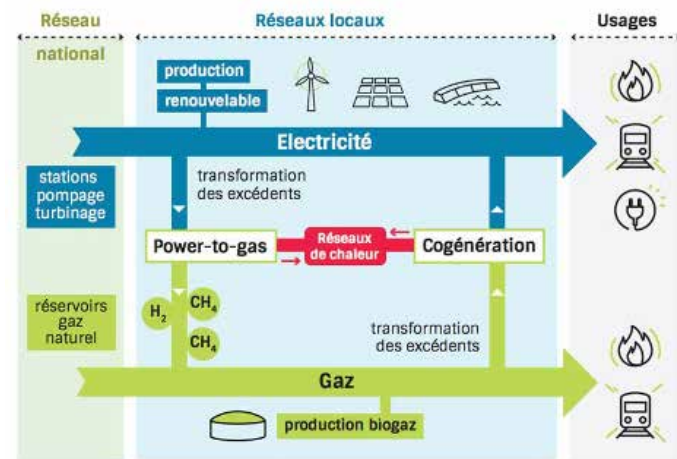 Réseau
national
Réseaux locaux
Usages
production
renouvelable
Electricité
stations
pompage
turbinage
transformation
des excédents
Power-to-gas
Réseaux
de chaleur
Cogénération
réservoirs
gaz
naturel
H₂
CH₄
CH₄
transformation
des excédents
Gaz
production biogaz